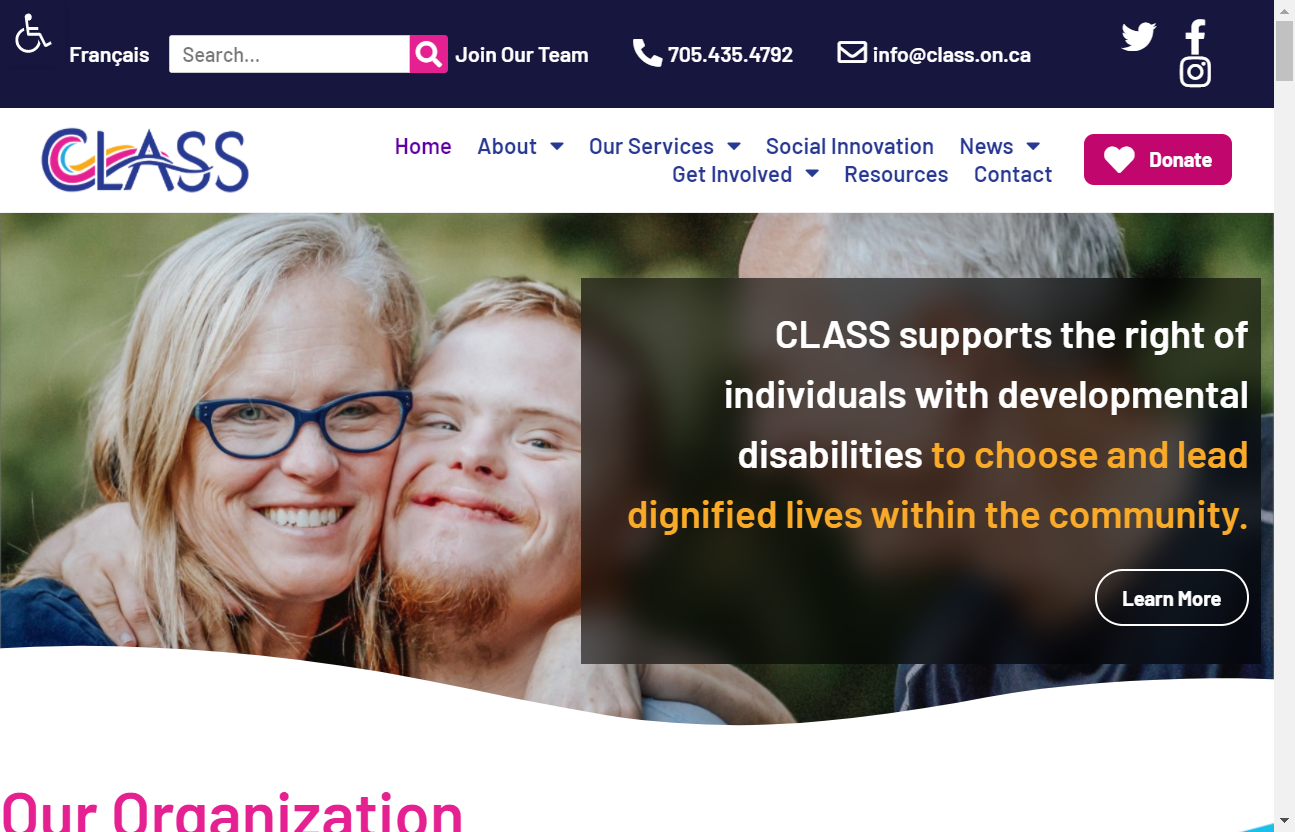 Français
Search...
Join Our Team
705.435.4792
info@class.on.ca
CLASS
Home About Our Services Social Innovation News
Get Involved Resources Contact
Donate
CLASS supports the right of
individuals with developmental
disabilities to choose and lead
dignified lives within the community.
Learn More
Our Organization